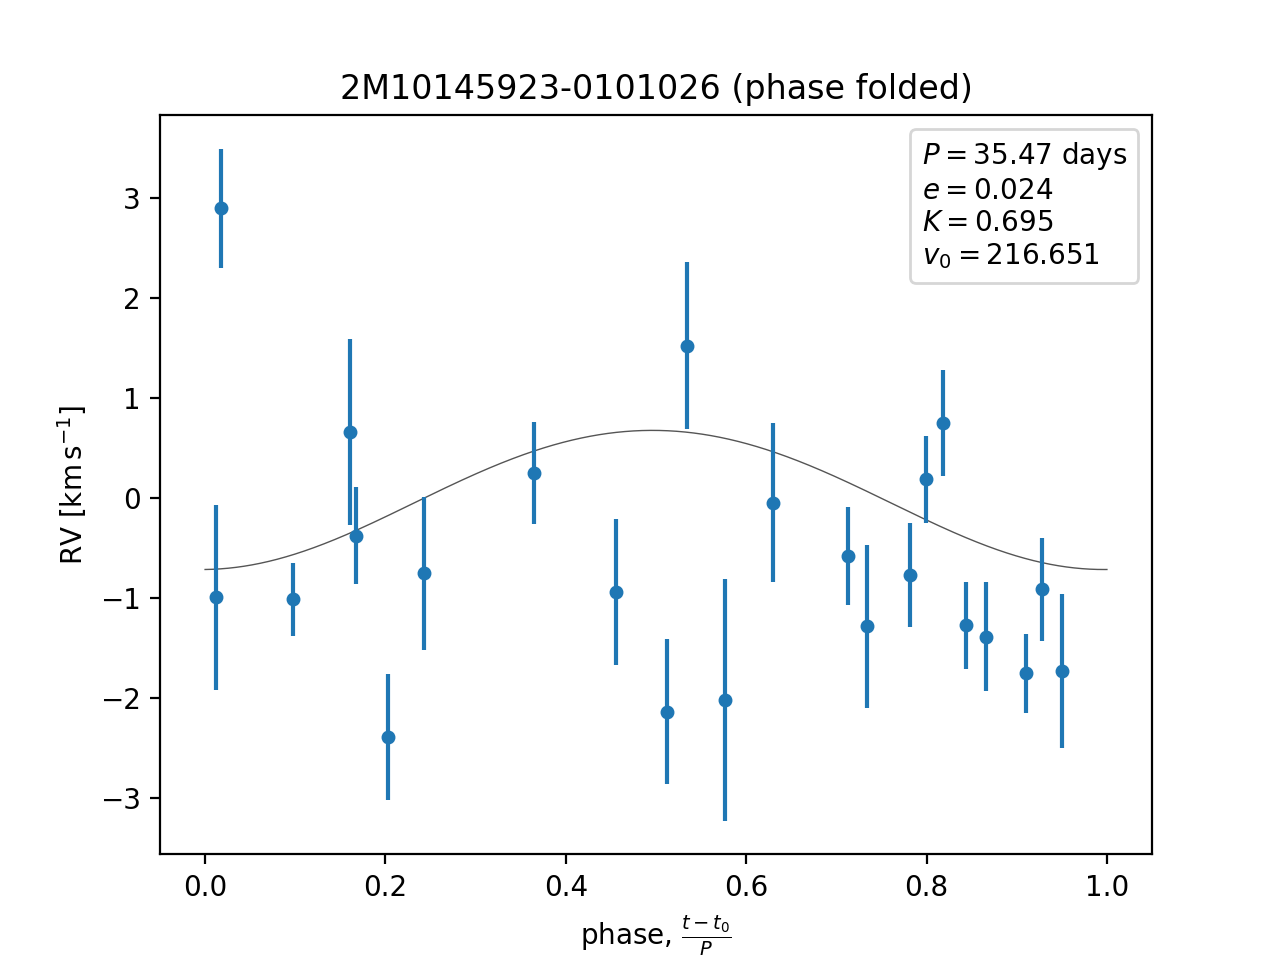 2M10145923-0101026 (phase folded)
P = 35.47 days
e = 0.024
K = 0.695
v₀ = 216.651
RV [km s⁻¹]
3
2
1
0
−1
−2
−3
0.0 0.2 0.4 0.6 0.8 1.0
phase, (t − t₀)/P